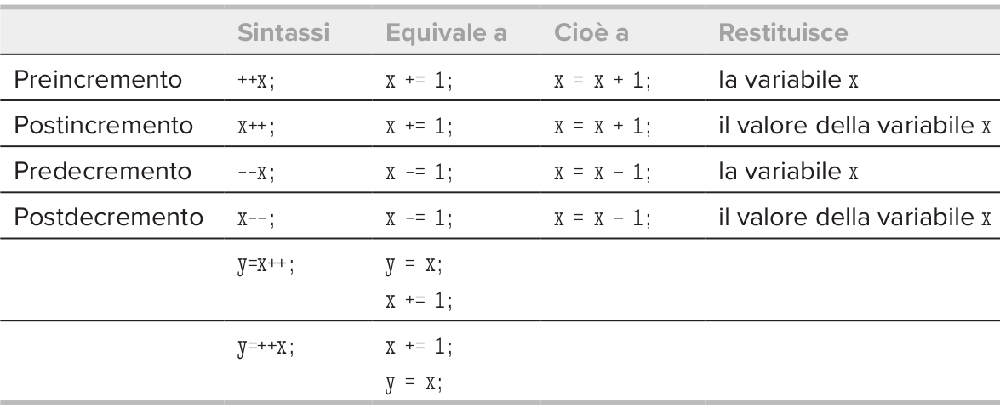 Sintassi Equivale a Cioè a Restituisce
Preincremento ++x; x += 1; x = x + 1; la variabile x
Postincremento x++; x += 1; x = x + 1; il valore della variabile x
Predecremento --x; x -= 1; x = x – 1; la variabile x
Postdecremento x--; x -= 1; x = x – 1; il valore della variabile x
y=x++; y = x;
x += 1;
y=++x; x += 1;
y = x;